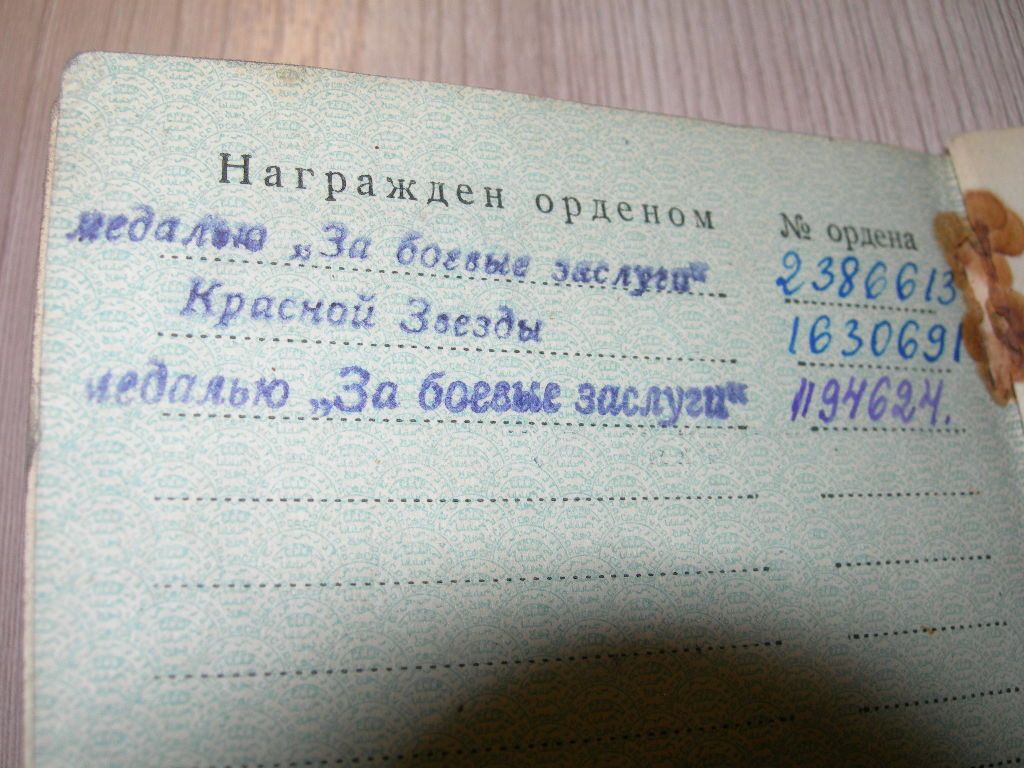 Награжден орденом № ордена
медалью „За боевые заслуги“ 2386613
Красной Звезды 1630691
медалью „За боевые заслуги“ 1194624.